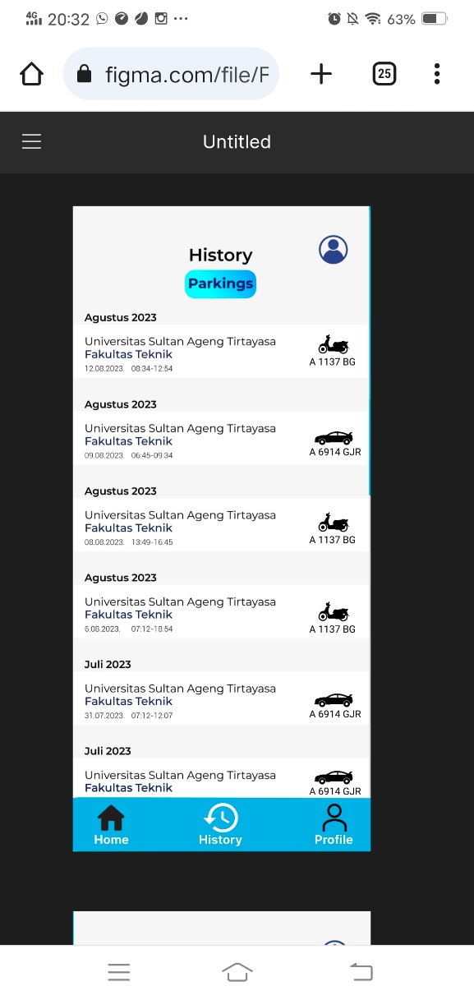 4G 20:32 63%
figma.com/file/F 25
Untitled
History
Parkings
Agustus 2023
Universitas Sultan Ageng Tirtayasa
Fakultas Teknik
12.08.2023. 08:34-12:54
A 1137 BG
Agustus 2023
Universitas Sultan Ageng Tirtayasa
Fakultas Teknik
09.08.2023. 06:45-09:34
A 6914 GJR
Agustus 2023
Universitas Sultan Ageng Tirtayasa
Fakultas Teknik
08.08.2023. 13:49-16:45
A 1137 BG
Agustus 2023
Universitas Sultan Ageng Tirtayasa
Fakultas Teknik
6.08.2023. 07:12-18:54
A 1137 BG
Juli 2023
Universitas Sultan Ageng Tirtayasa
Fakultas Teknik
31.07.2023. 07:12-12:07
A 6914 GJR
Juli 2023
Universitas Sultan Ageng Tirtayasa
Fakultas Teknik
A 6914 GJR
Home History Profile